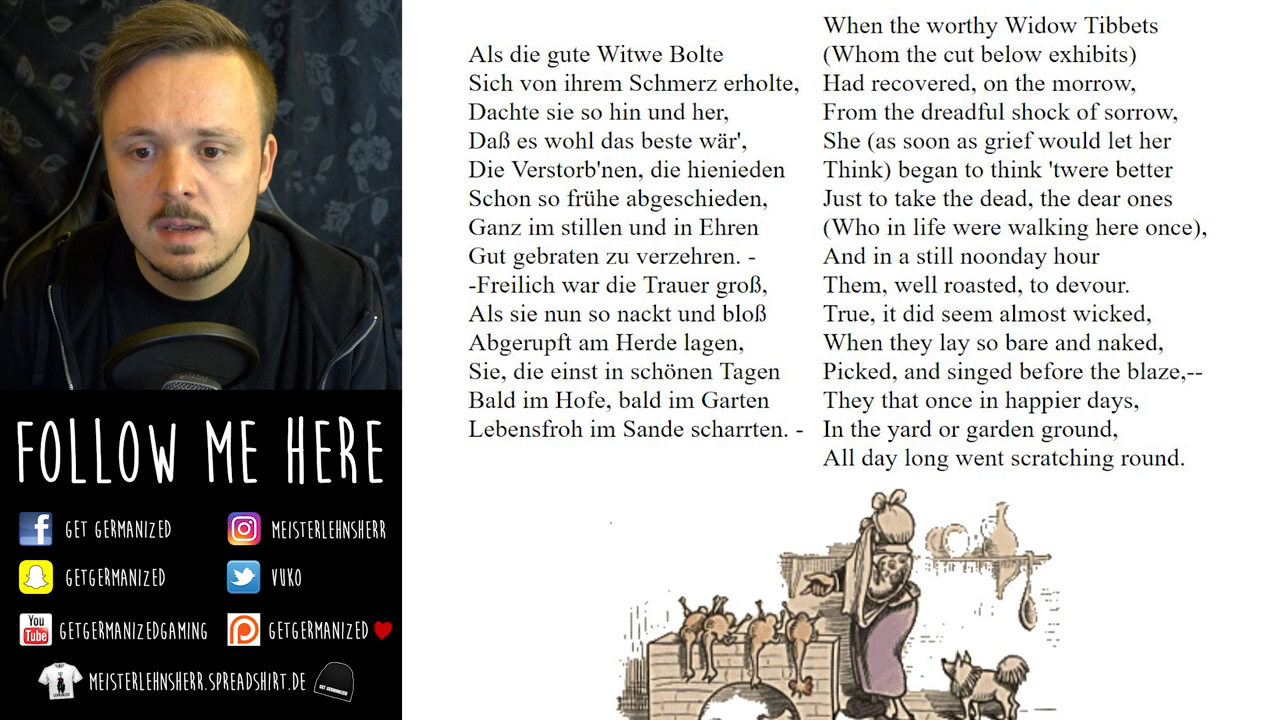 Als die gute Witwe Bolte
Sich von ihrem Schmerz erholte,
Dachte sie so hin und her,
Daß es wohl das beste wär',
Die Verstorb'nen, die hienieden
Schon so frühe abgeschieden,
Ganz im stillen und in Ehren
Gut gebraten zu verzehren. -
-Freilich war die Trauer groß,
Als sie nun so nackt und bloß
Abgerupft am Herde lagen,
Sie, die einst in schönen Tagen
Bald im Hofe, bald im Garten
Lebensfroh im Sande scharrten. -
When the worthy Widow Tibbets
(Whom the cut below exhibits)
Had recovered, on the morrow,
From the dreadful shock of sorrow,
She (as soon as grief would let her
Think) began to think 'twere better
Just to take the dead, the dear ones
(Who in life were walking here once),
And in a still noonday hour
Them, well roasted, to devour.
True, it did seem almost wicked,
When they lay so bare and naked,
Picked, and singed before the blaze,--
They that once in happier days,
In the yard or garden ground,
All day long went scratching round.
FOLLOW ME HERE
GET GERMANIZED
MEISTERLEHNSHERR
GETGERMANIZED
VUKO
You Tube
GETGERMANIZEDGAMING
GETGERMANIZED
MEISTERLEHNSHERR.SPREADSHIRT.DE
GET GERMANIZED